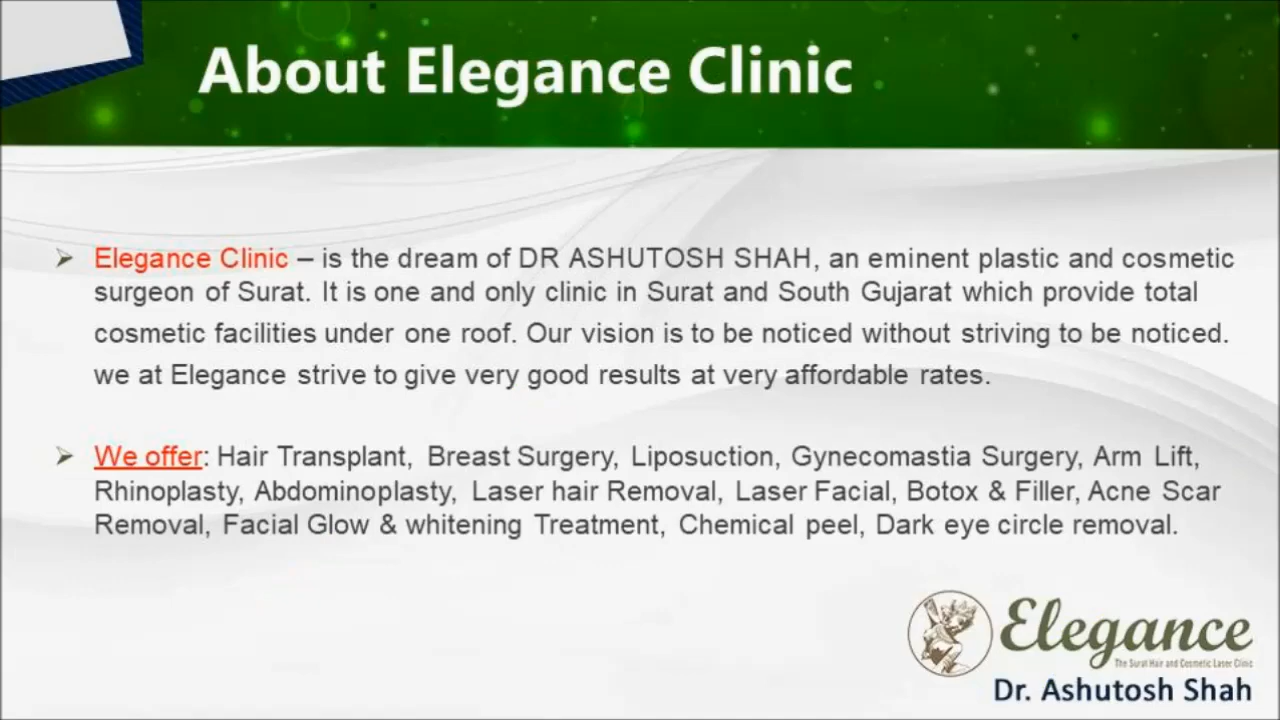 About Elegance Clinic
Elegance Clinic – is the dream of DR ASHUTOSH SHAH, an eminent plastic and cosmetic
surgeon of Surat. It is one and only clinic in Surat and South Gujarat which provide total
cosmetic facilities under one roof. Our vision is to be noticed without striving to be noticed.
we at Elegance strive to give very good results at very affordable rates.
We offer: Hair Transplant, Breast Surgery, Liposuction, Gynecomastia Surgery, Arm Lift,
Rhinoplasty, Abdominoplasty, Laser hair Removal, Laser Facial, Botox & Filler, Acne Scar
Removal, Facial Glow & whitening Treatment, Chemical peel, Dark eye circle removal.
Elegance
The Surat Hair and Cosmetic Laser Clinic
Dr. Ashutosh Shah